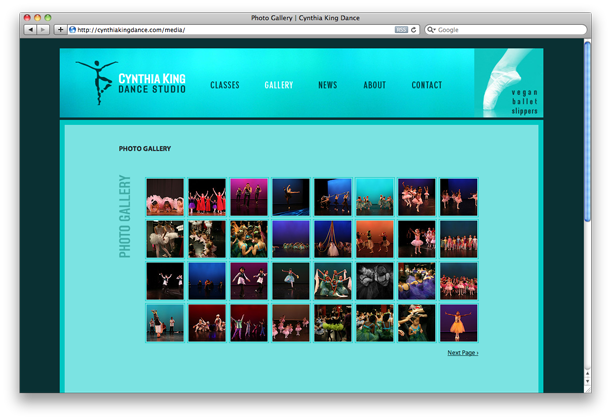 Photo Gallery | Cynthia King Dance
http://cynthiakingdance.com/media/
Google
CYNTHIA KING
DANCE STUDIO
CLASSES
GALLERY
NEWS
ABOUT
CONTACT
vegan
ballet
slippers
PHOTO GALLERY
PHOTO GALLERY
Next Page ›